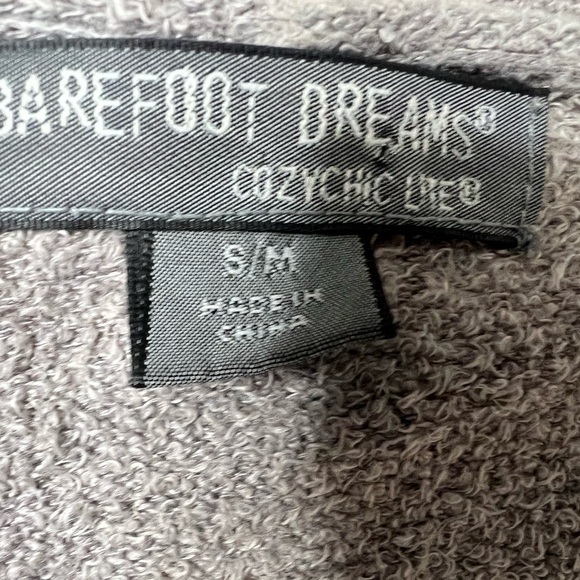 BAREFOOT DREAMS®
COZYCHIC LITE®
S/M
MADE IN
CHINA